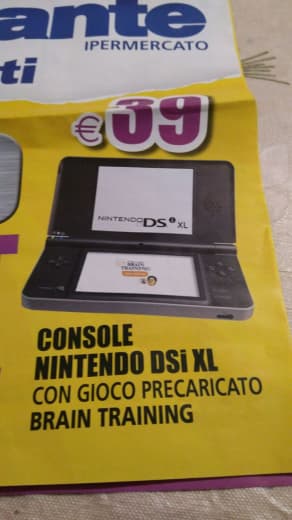 ante
IPERMERCATO
ti
€ 39
NINTENDO DSi XL
BRAIN
TRAINING
CONSOLE
NINTENDO DSi XL
CON GIOCO PRECARICATO
BRAIN TRAINING